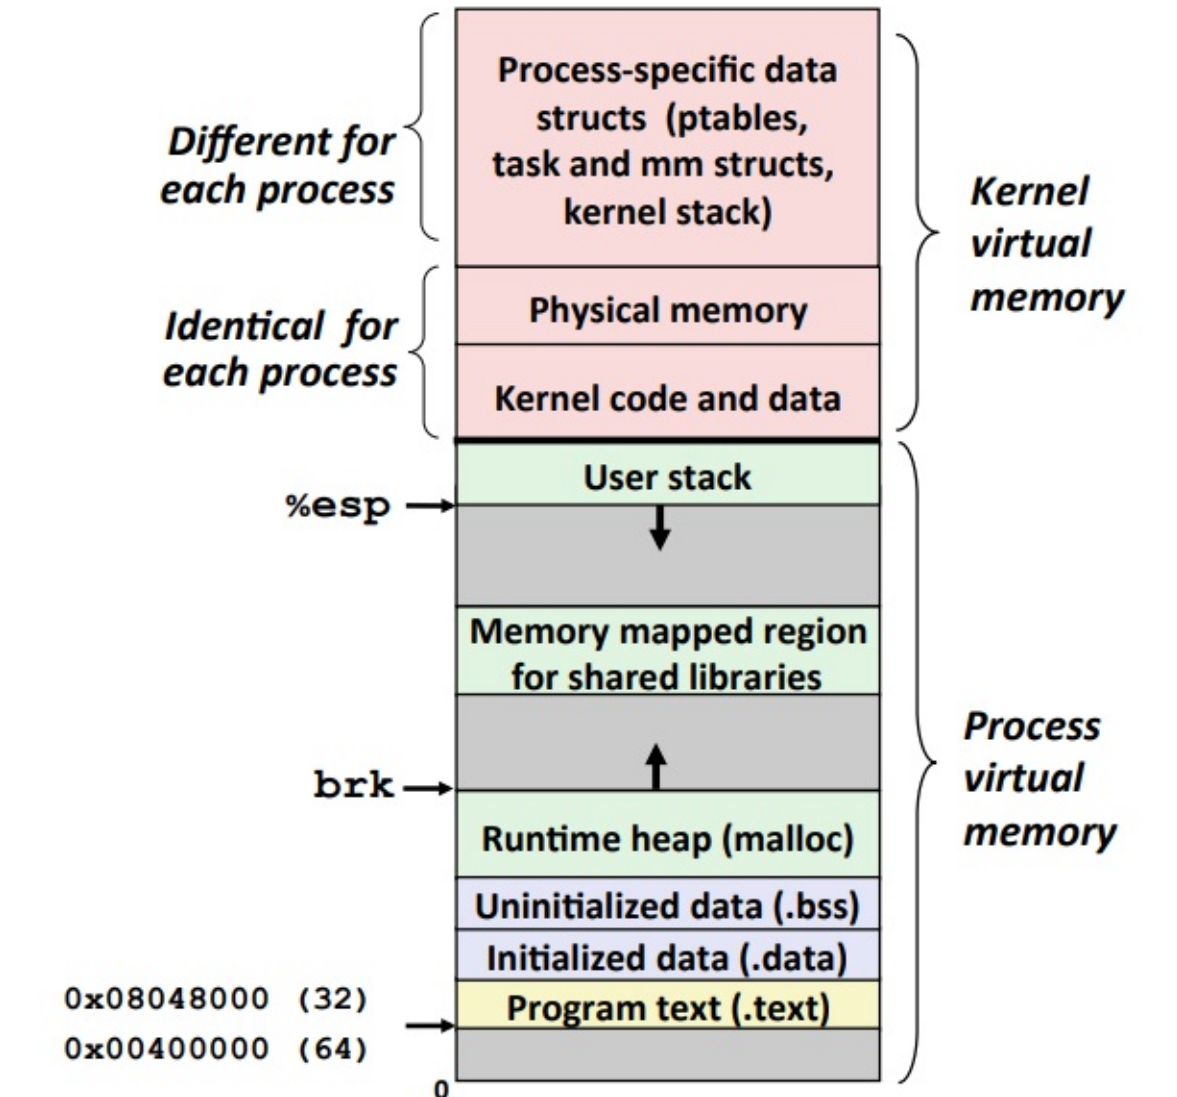 Process-specific data
structs (ptables,
task and mm structs,
kernel stack)
Different for
each process
Kernel
virtual
memory
Physical memory
Identical for
each process
Kernel code and data
User stack
%esp
Memory mapped region
for shared libraries
Process
virtual
memory
brk
Runtime heap (malloc)
Uninitialized data (.bss)
Initialized data (.data)
0x08048000 (32)
Program text (.text)
0x00400000 (64)
0